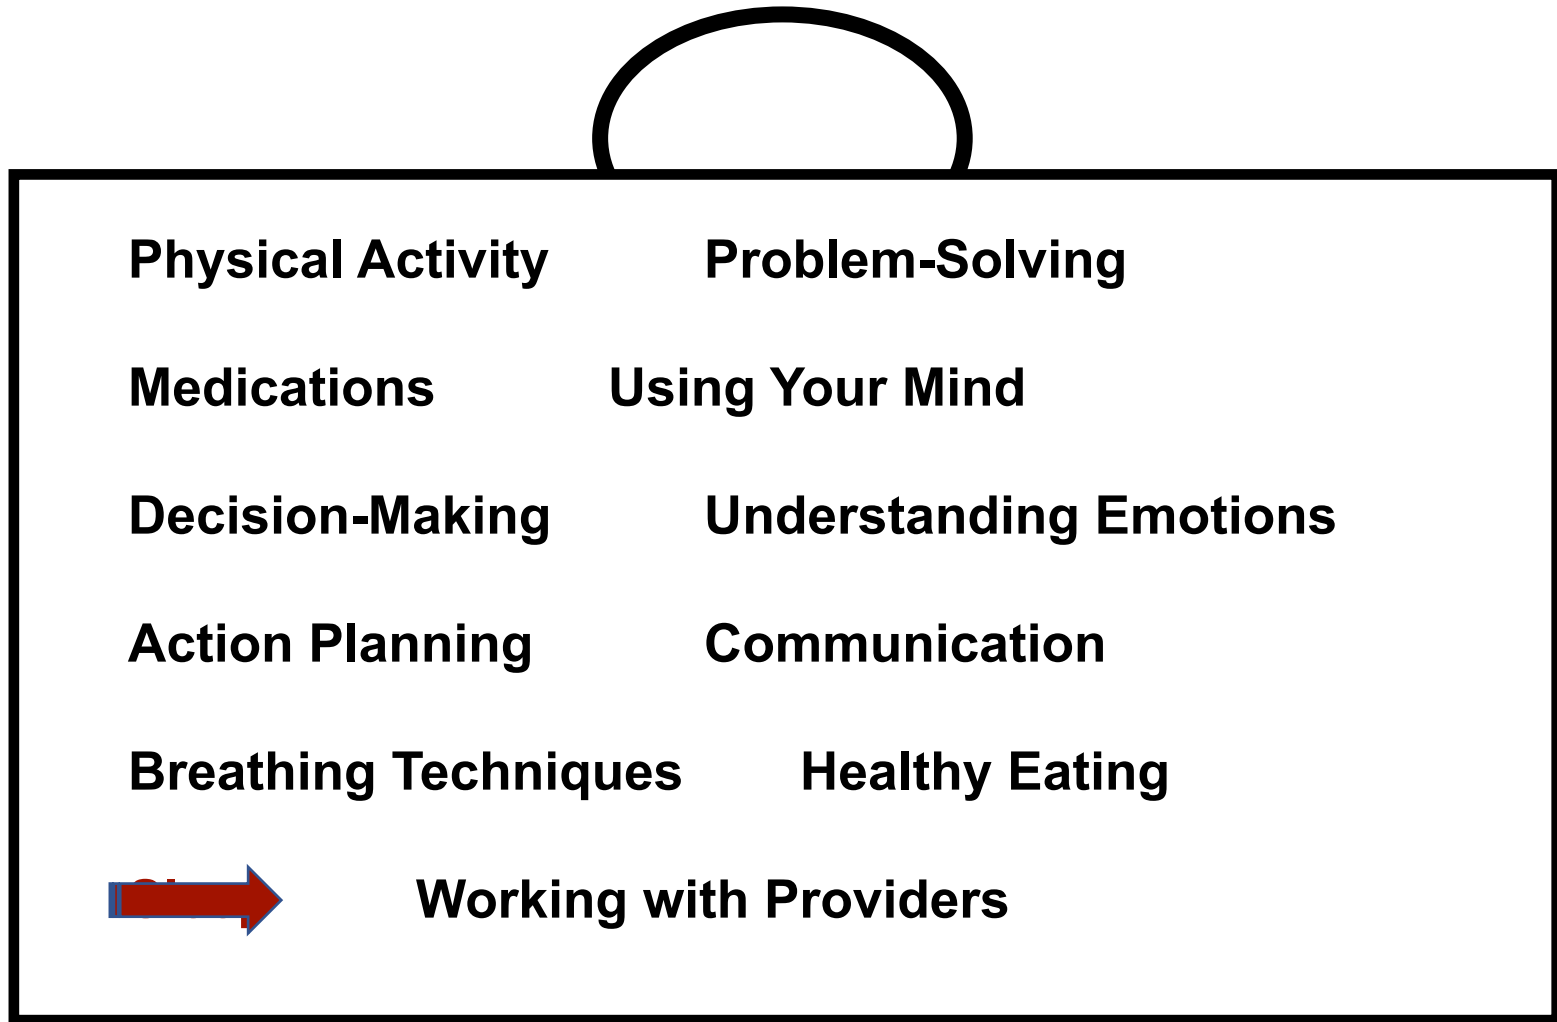 Physical Activity Problem-Solving
Medications Using Your Mind
Decision-Making Understanding Emotions
Action Planning Communication
Breathing Techniques Healthy Eating
Working with Providers